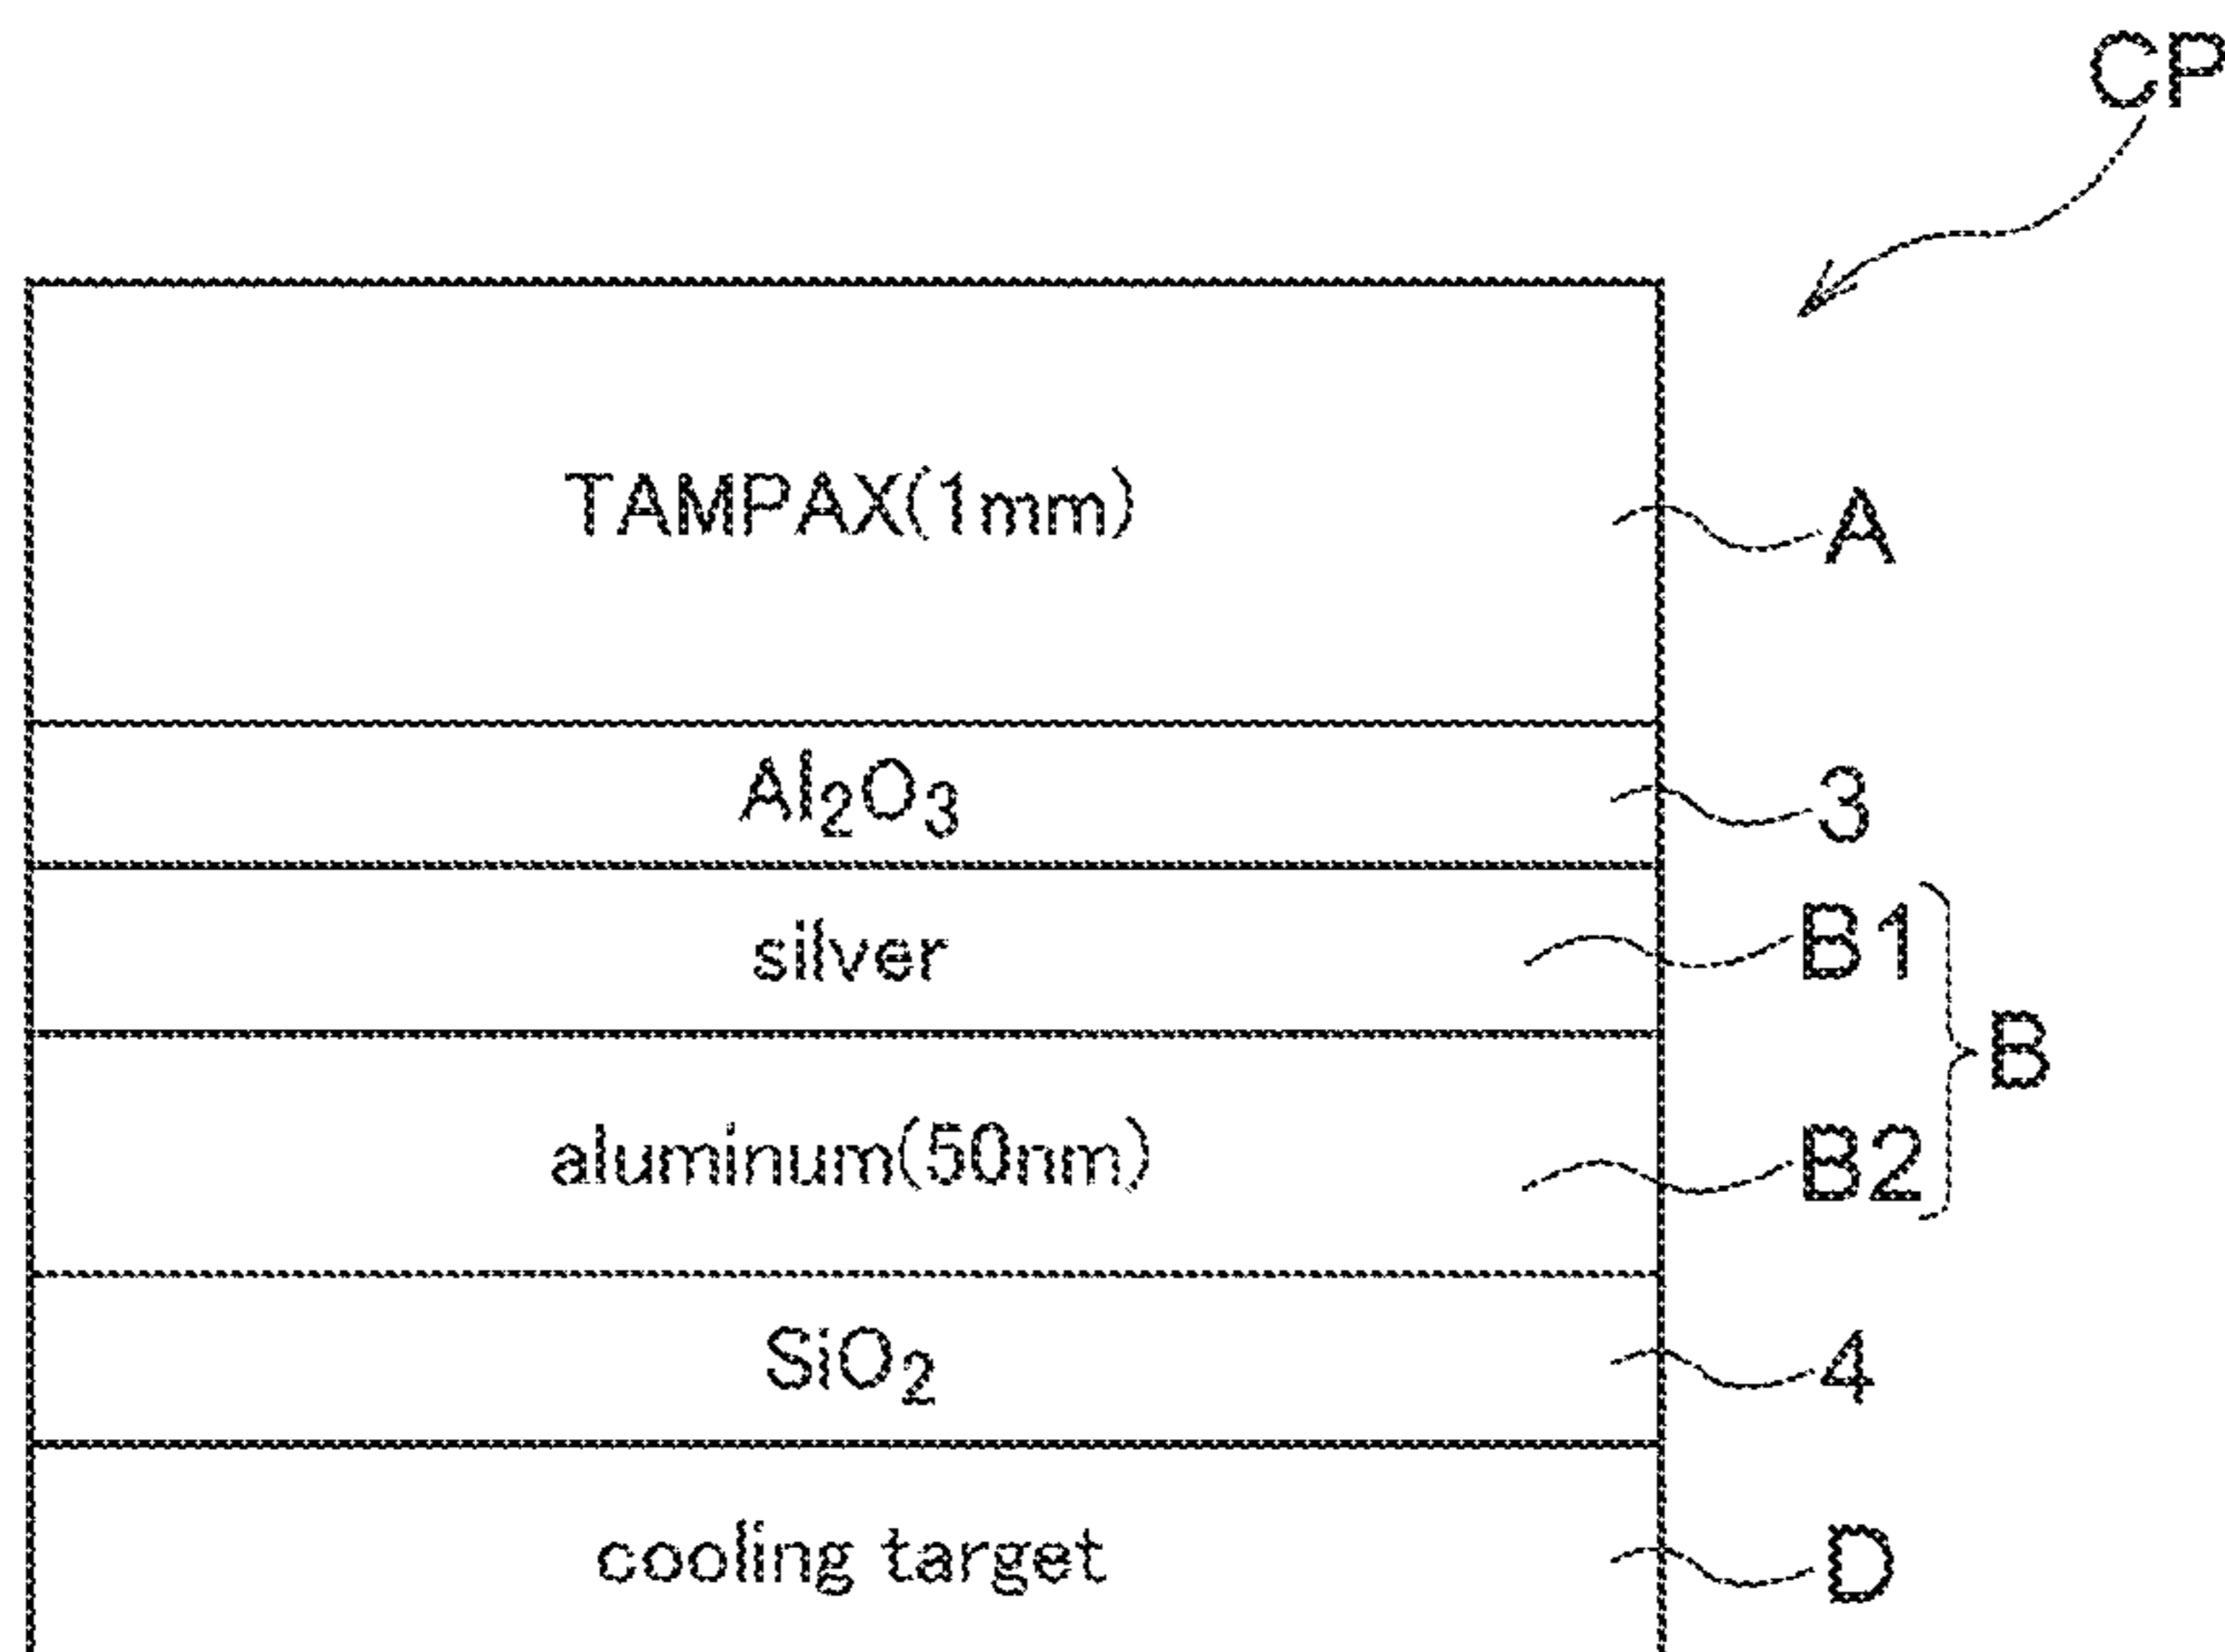 CP
TAMPAX(1mm)
A
Al₂O₃
3
silver
B1
B
aluminum(50nm)
B2
SiO₂
4
cooling target
D